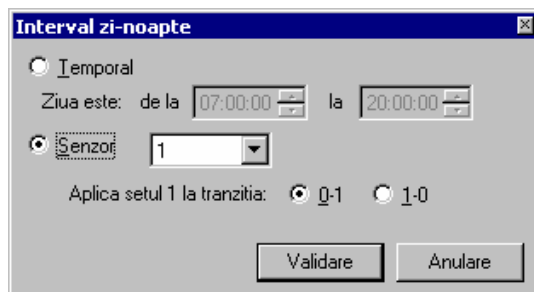 Interval zi-noapte
Temporal
Ziua este: de la 07:00:00 la 20:00:00
Senzor 1
Aplica setul 1 la tranzitia: 0-1 1-0
Validare Anulare